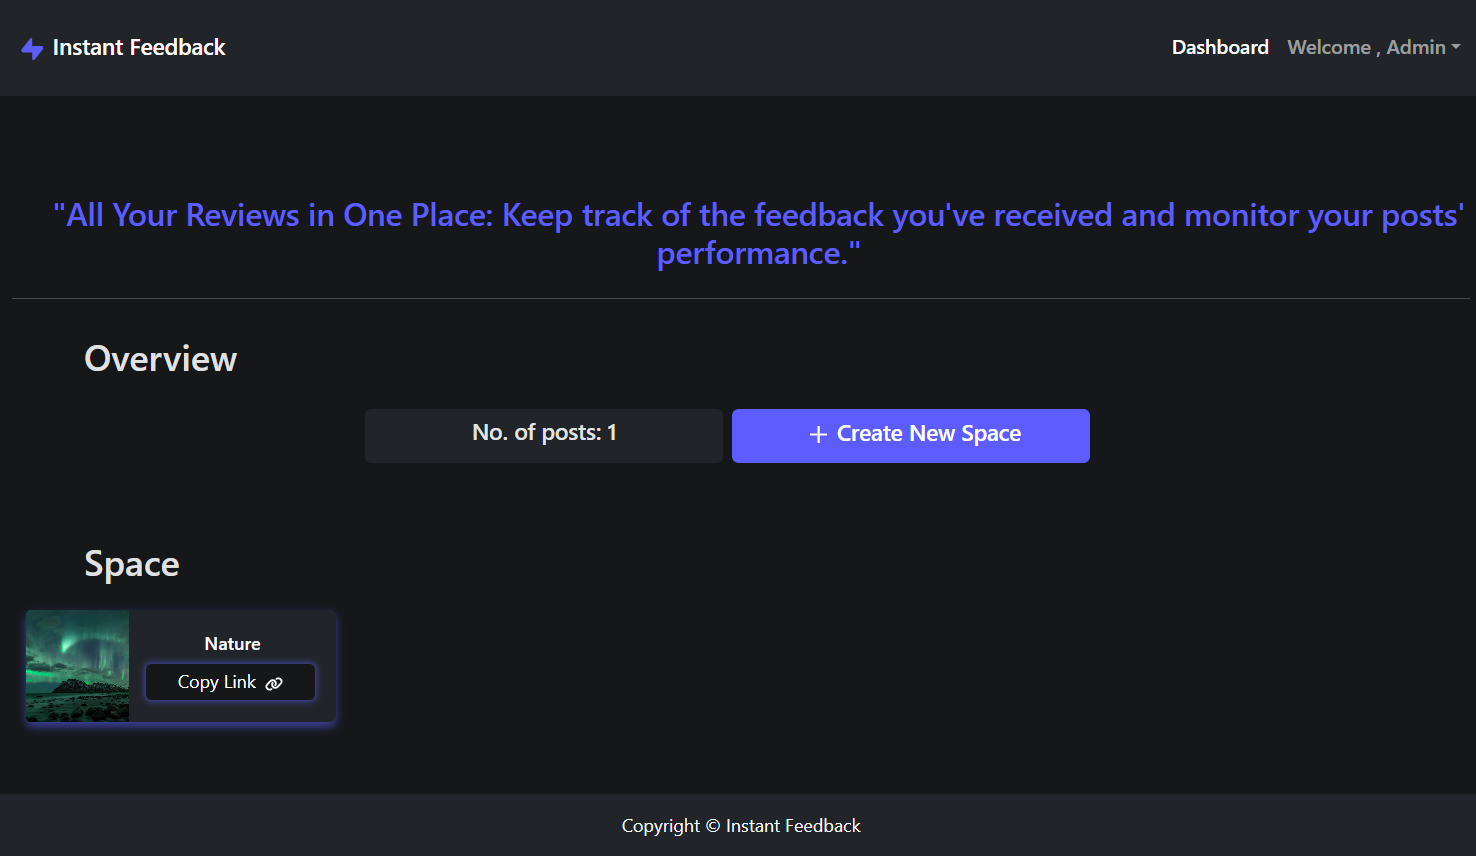 Instant Feedback
Dashboard
Welcome , Admin
"All Your Reviews in One Place: Keep track of the feedback you've received and monitor your posts'
performance."
Overview
No. of posts: 1
Create New Space
Space
Nature
Copy Link
Copyright © Instant Feedback